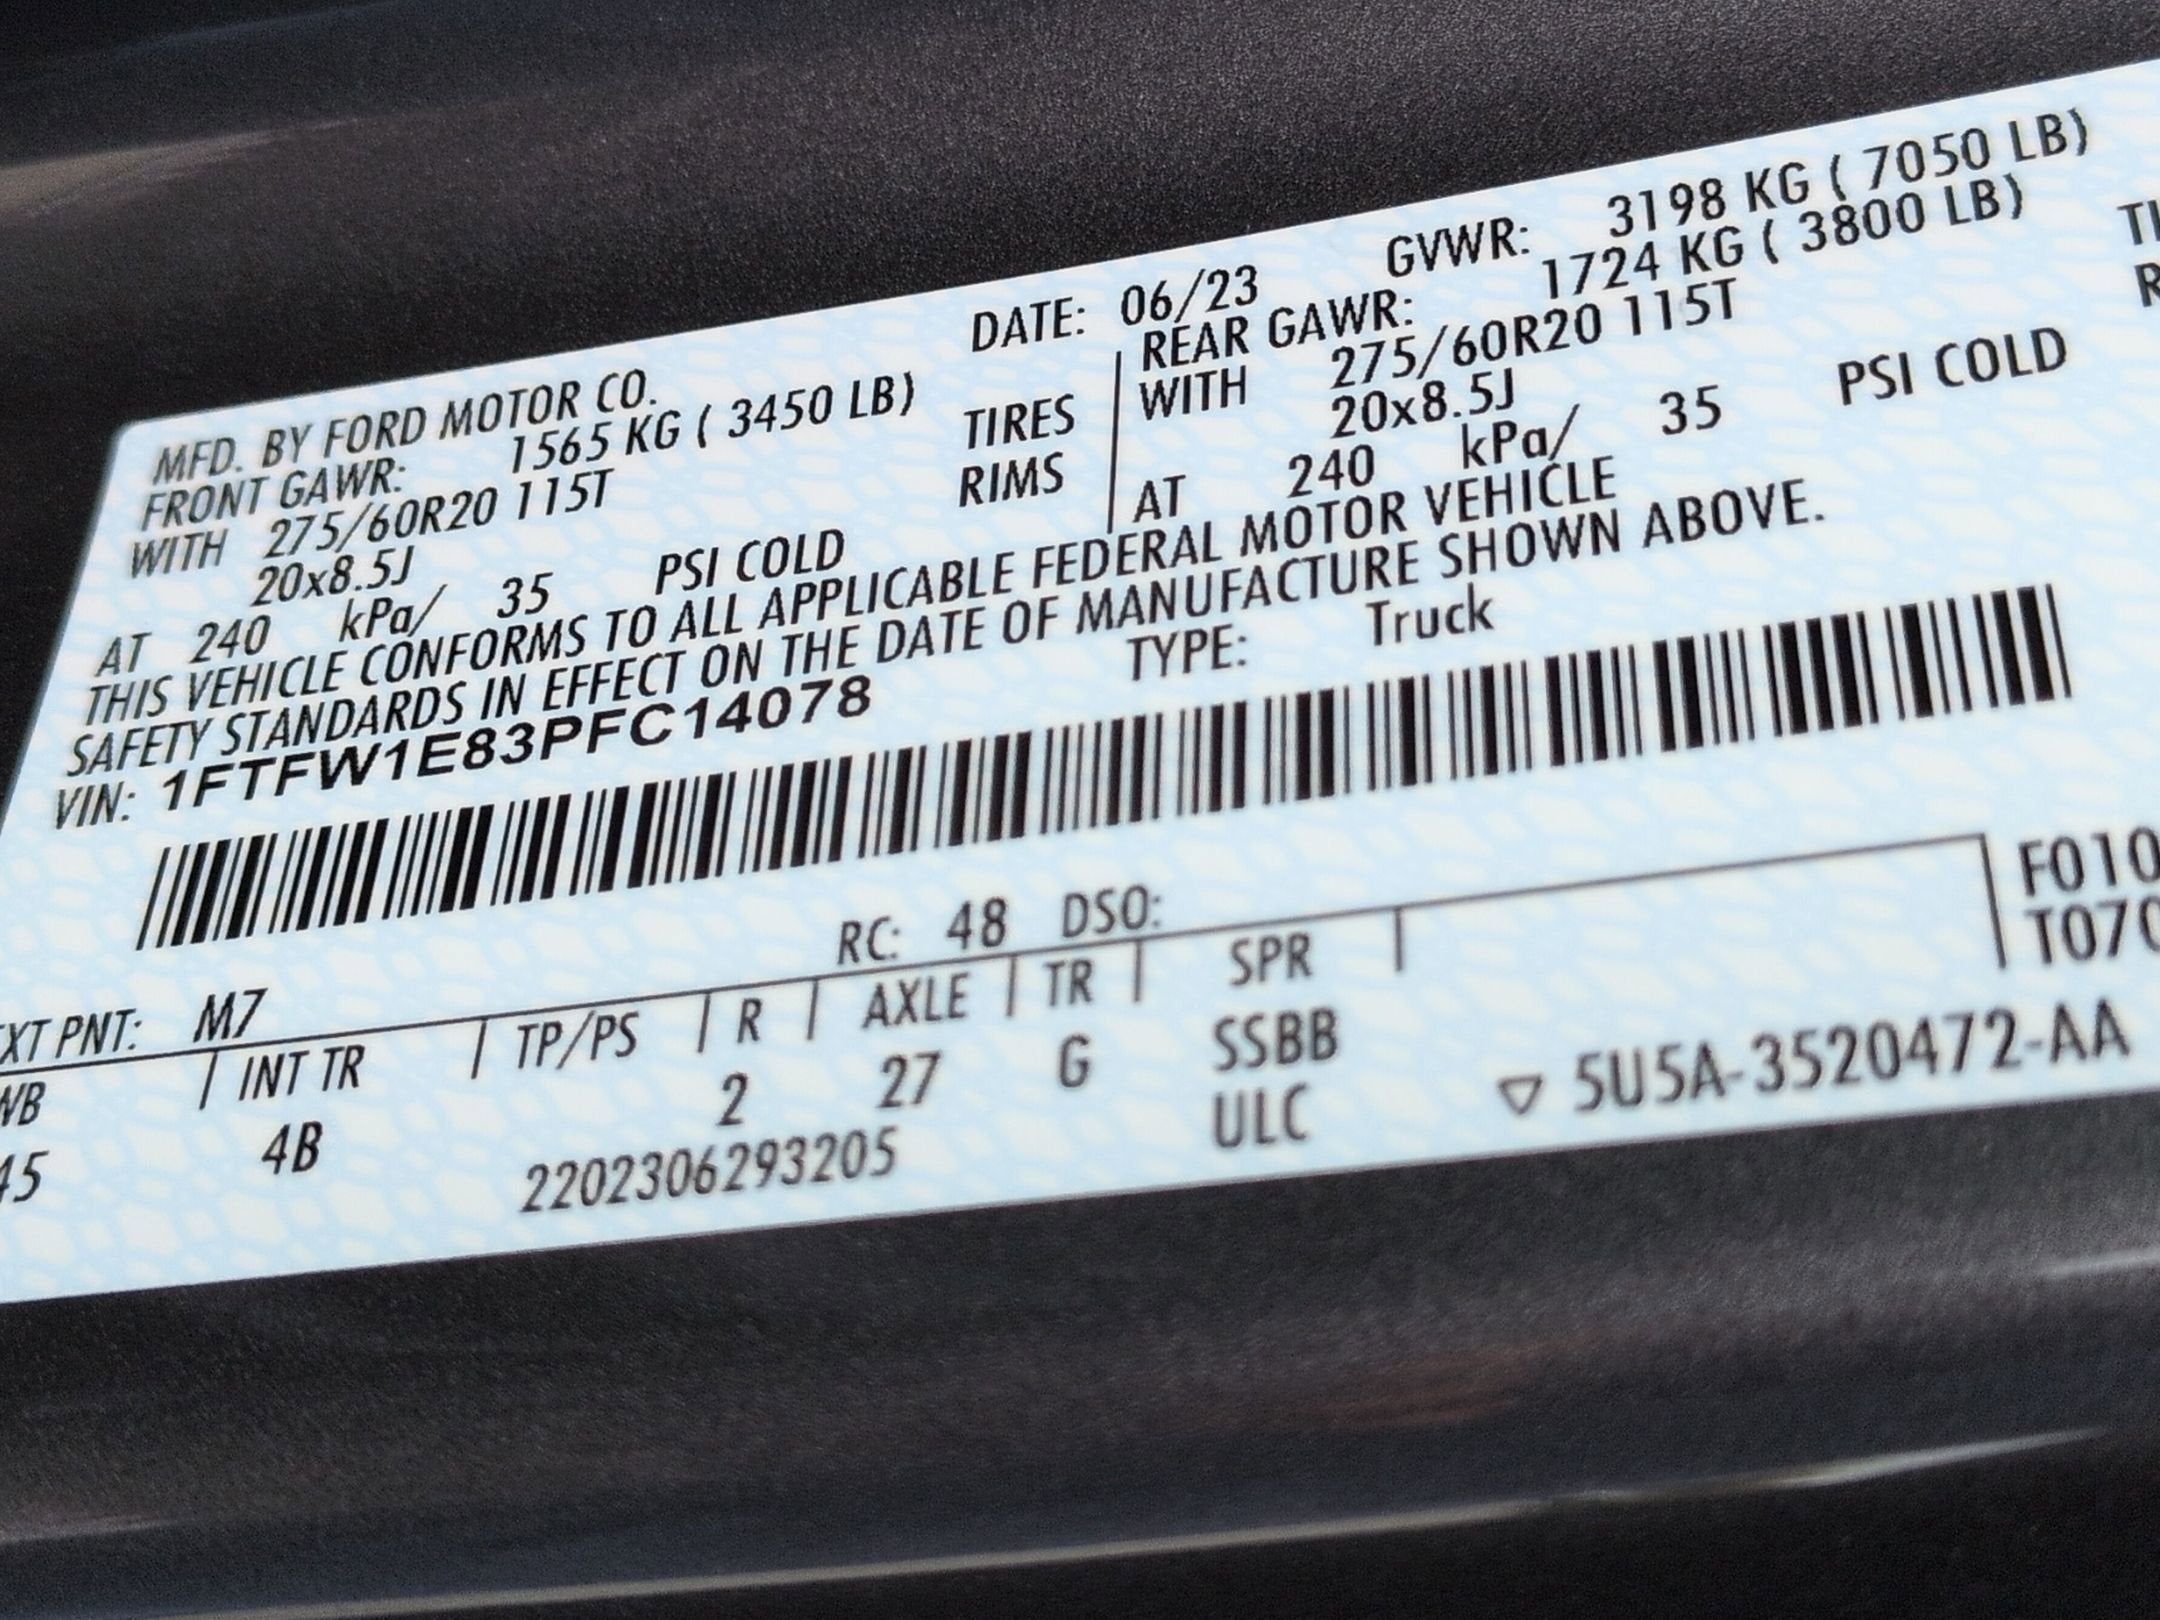 MFD. BY FORD MOTOR CO.
DATE: 06/23
GVWR: 3198 KG ( 7050 LB)
FRONT GAWR: 1565 KG ( 3450 LB)
WITH 275/60R20 115T TIRES
20x8.5J RIMS
AT 240 kPa/ 35 PSI COLD
REAR GAWR: 1724 KG ( 3800 LB)
WITH 275/60R20 115T
20x8.5J
AT 240 kPa/ 35 PSI COLD
THIS VEHICLE CONFORMS TO ALL APPLICABLE FEDERAL MOTOR VEHICLE
SAFETY STANDARDS IN EFFECT ON THE DATE OF MANUFACTURE SHOWN ABOVE.
VIN: 1FTFW1E83PFC14078 TYPE: Truck
PNT: M7 RC: 48 DSO:
WB | INT TR | TP/PS | R | AXLE | TR | SPR |
45 4B 2 27 G SSBB
2202306293205 ULC ▽ 5U5A-3520472-AA
F010
T070